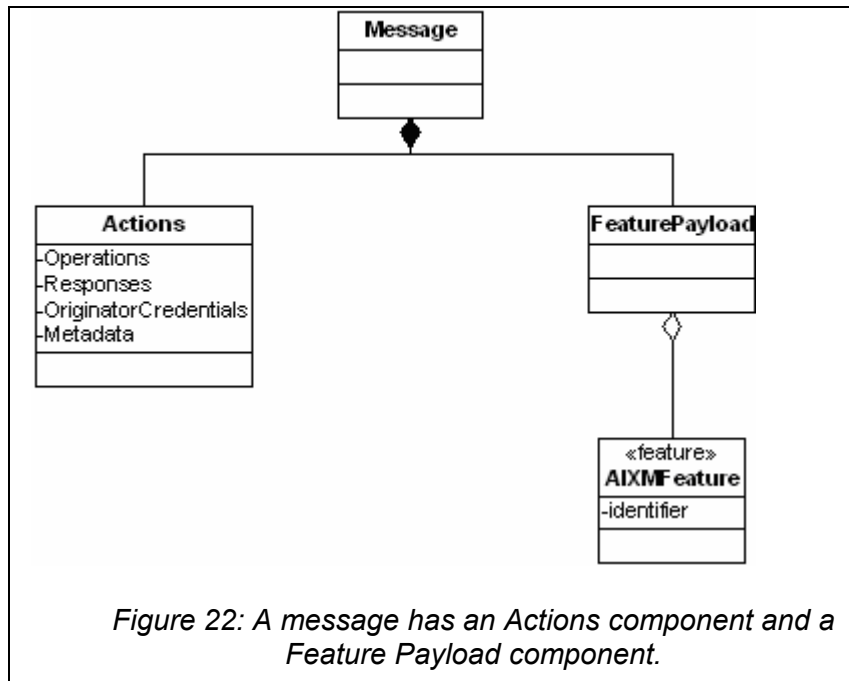 Message
Actions
-Operations
-Responses
-OriginatorCredentials
-Metadata
FeaturePayload
«feature»
AIXMFeature
-identifier
Figure 22: A message has an Actions component and a
Feature Payload component.